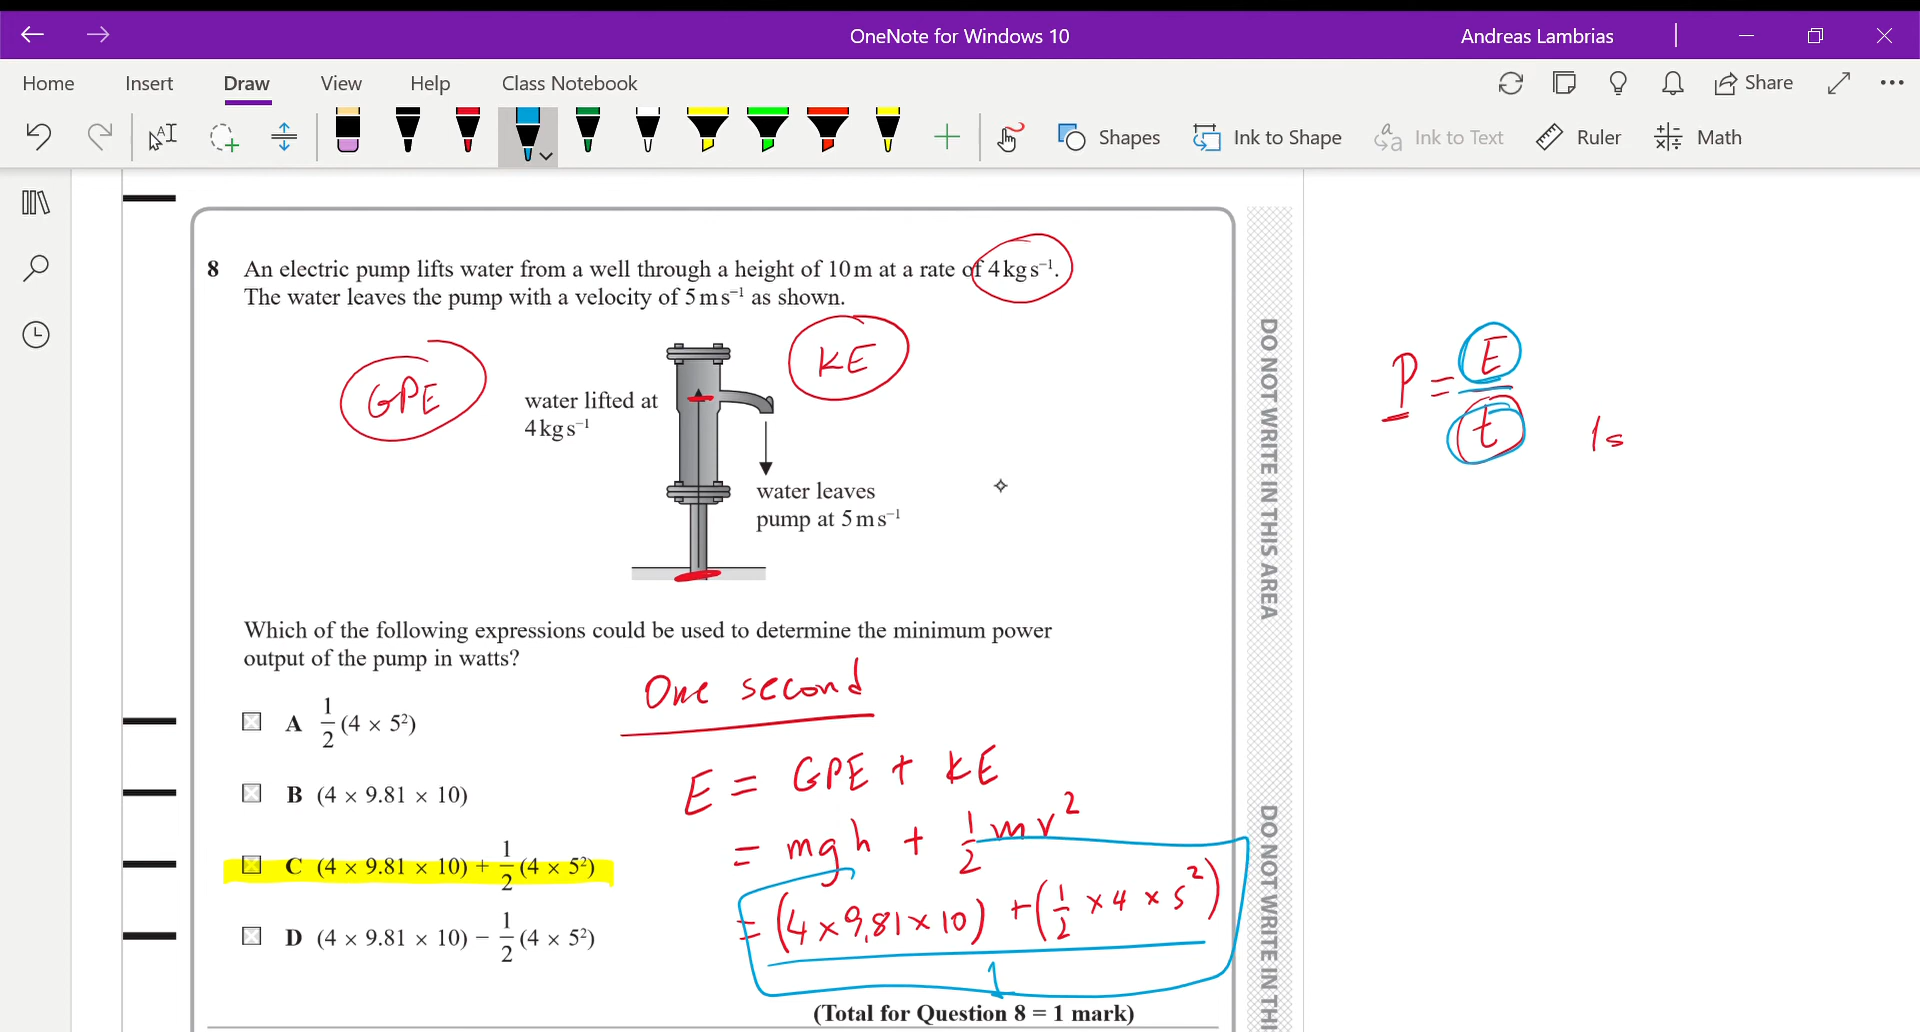 OneNote for Windows 10
Andreas Lambrias
Home Insert Draw View Help Class Notebook
Share
Shapes Ink to Shape Ink to Text Ruler Math
8 An electric pump lifts water from a well through a height of 10 m at a rate of 4 kg s⁻¹.
The water leaves the pump with a velocity of 5 m s⁻¹ as shown.
GPE
KE
water lifted at
4 kg s⁻¹
water leaves
pump at 5 m s⁻¹
P = E/t
1s
Which of the following expressions could be used to determine the minimum power
output of the pump in watts?
One second
A 1/2 (4 × 5²)
B (4 × 9.81 × 10)
C (4 × 9.81 × 10) + 1/2 (4 × 5²)
D (4 × 9.81 × 10) − 1/2 (4 × 5²)
E = GPE + KE
= mgh + 1/2 mv²
= (4 × 9.81 × 10) + (1/2 × 4 × 5²)
1
(Total for Question 8 = 1 mark)
DO NOT WRITE IN THIS AREA
DO NOT WRITE IN THI